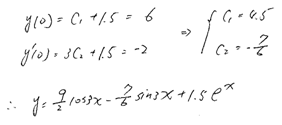 y(0) = C₁ + 1.5 = 6 ⇒ { C₁ = 4.5
y'(0) = 3C₂ + 1.5 = -2 C₂ = -7/6
∴ y = 9/2 cos3x - 7/6 sin3x + 1.5 e^x